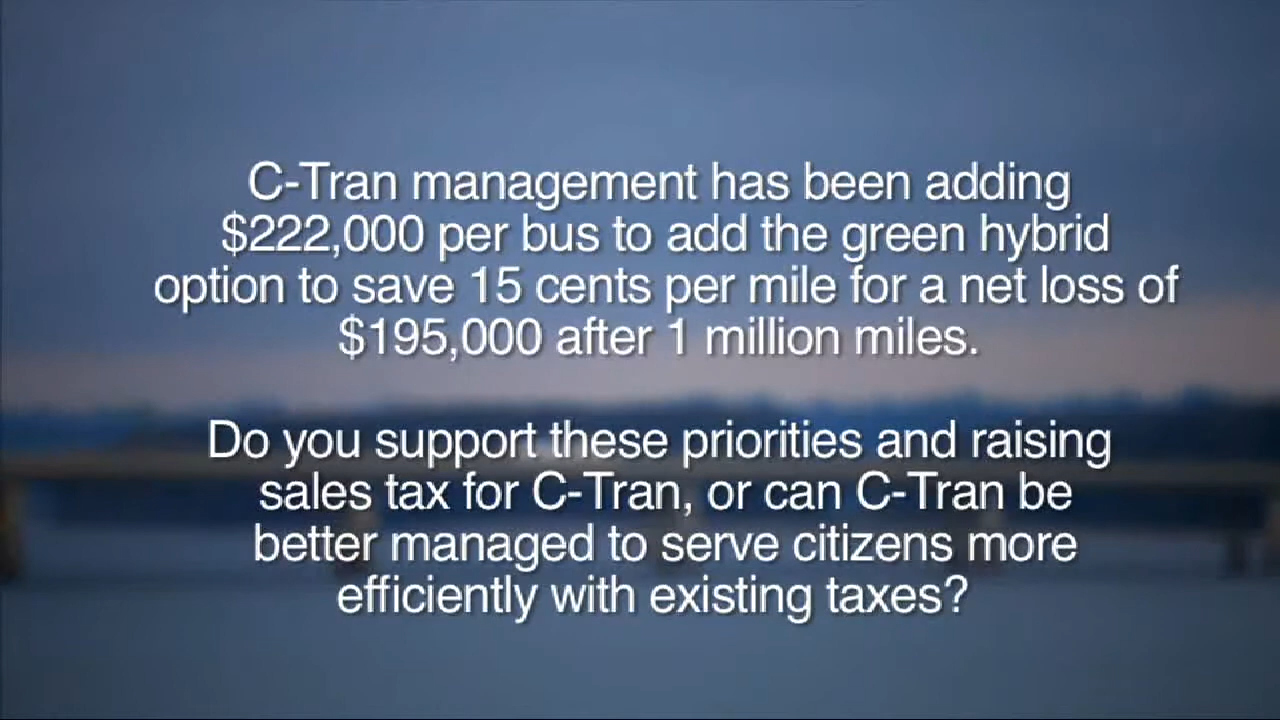 C-Tran management has been adding
$222,000 per bus to add the green hybrid
option to save 15 cents per mile for a net loss of
$195,000 after 1 million miles.
Do you support these priorities and raising
sales tax for C-Tran, or can C-Tran be
better managed to serve citizens more
efficiently with existing taxes?